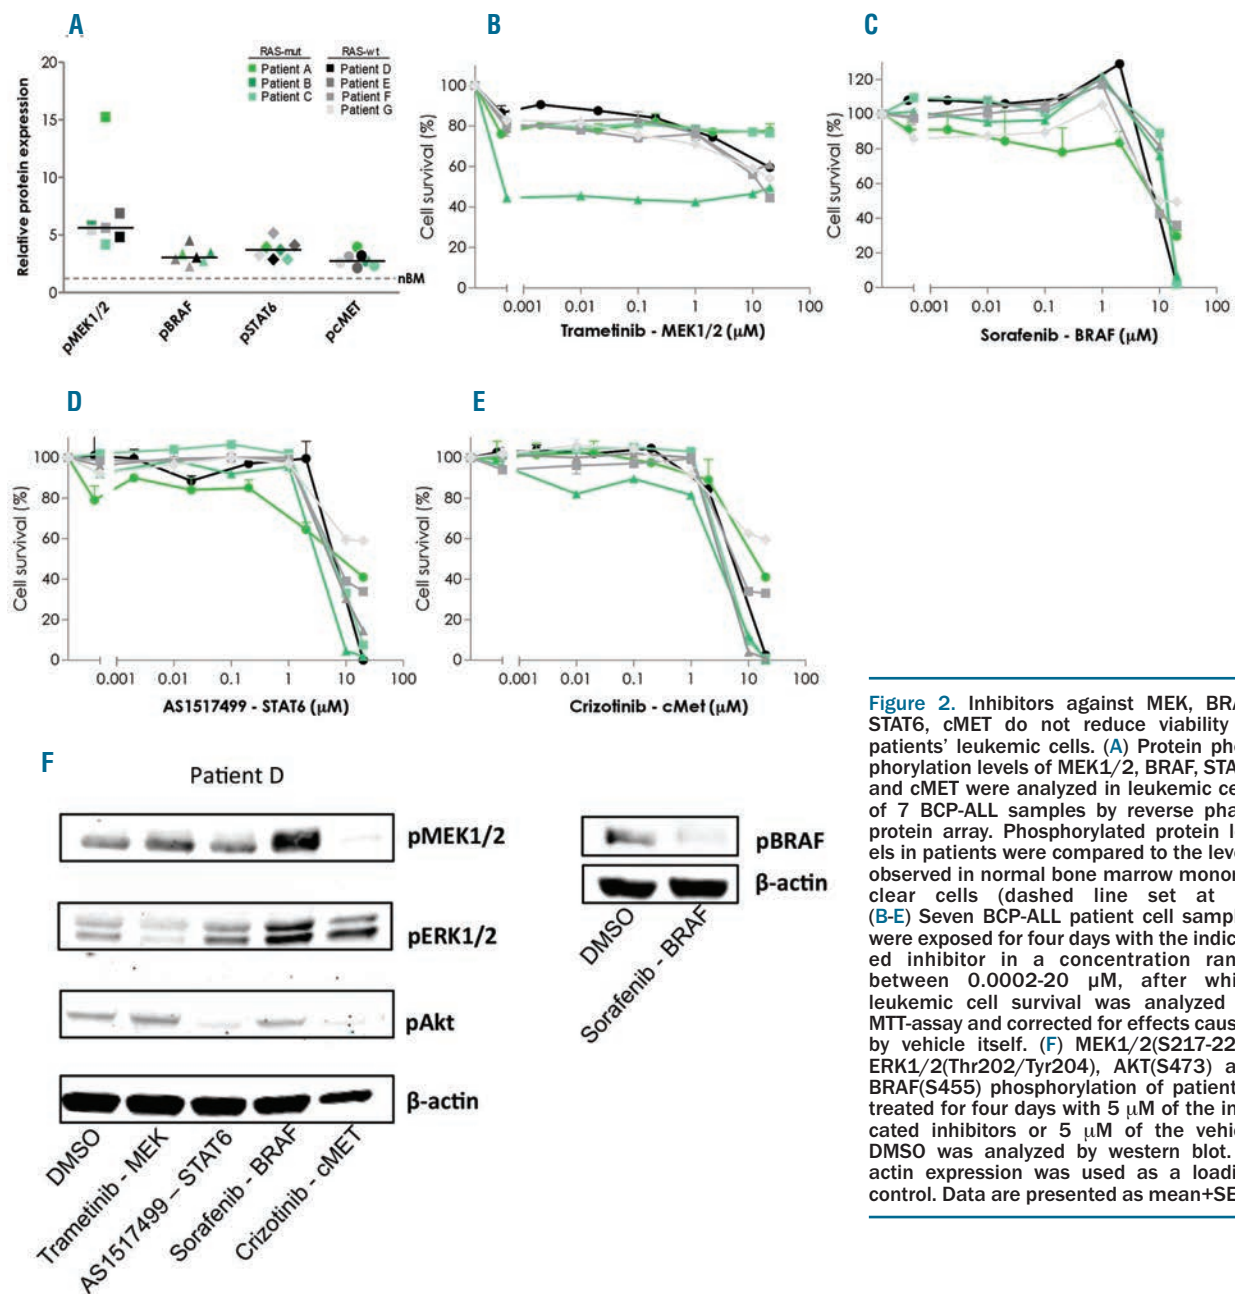 A
20
15
10
5
0
Relative protein expression
RAS-mut
Patient A
Patient B
Patient C
RAS-wt
Patient D
Patient E
Patient F
Patient G
nBM
pMEK1/2
pBRAF
pSTAT6
pcMET
B
100
80
60
40
20
0
Cell survival (%)
0.001 0.01 0.1 1 10 100
Trametinib - MEK1/2 (μM)
C
120
100
80
60
40
20
0
Cell survival (%)
0.001 0.01 0.1 1 10 100
Sorafenib - BRAF (μM)
D
100
80
60
40
20
0
Cell survival (%)
0.001 0.01 0.1 1 10 100
AS1517499 - STAT6 (μM)
E
100
80
60
40
20
0
Cell survival (%)
0.001 0.01 0.1 1 10 100
Crizotinib - cMet (μM)
F
Patient D
pMEK1/2
pERK1/2
pAkt
β-actin
DMSO
Trametinib - MEK
AS1517499 – STAT6
Sorafenib - BRAF
Crizotinib - cMET
pBRAF
β-actin
DMSO
Sorafenib - BRAF
Figure 2. Inhibitors against MEK, BRA
STAT6, cMET do not reduce viability
patients' leukemic cells. (A) Protein pho
phorylation levels of MEK1/2, BRAF, STA
and cMET were analyzed in leukemic ce
of 7 BCP-ALL samples by reverse pha
protein array. Phosphorylated protein l
els in patients were compared to the leve
observed in normal bone marrow monor
clear cells (dashed line set at
(B-E) Seven BCP-ALL patient cell sampl
were exposed for four days with the indic
ed inhibitor in a concentration ran
between 0.0002-20 μM, after whi
leukemic cell survival was analyzed
MTT-assay and corrected for effects caus
by vehicle itself. (F) MEK1/2(S217-22
ERK1/2(Thr202/Tyr204), AKT(S473) a
BRAF(S455) phosphorylation of patient
treated for four days with 5 μM of the in
cated inhibitors or 5 μM of the vehic
DMSO was analyzed by western blot.
actin expression was used as a loadi
control. Data are presented as mean+SE